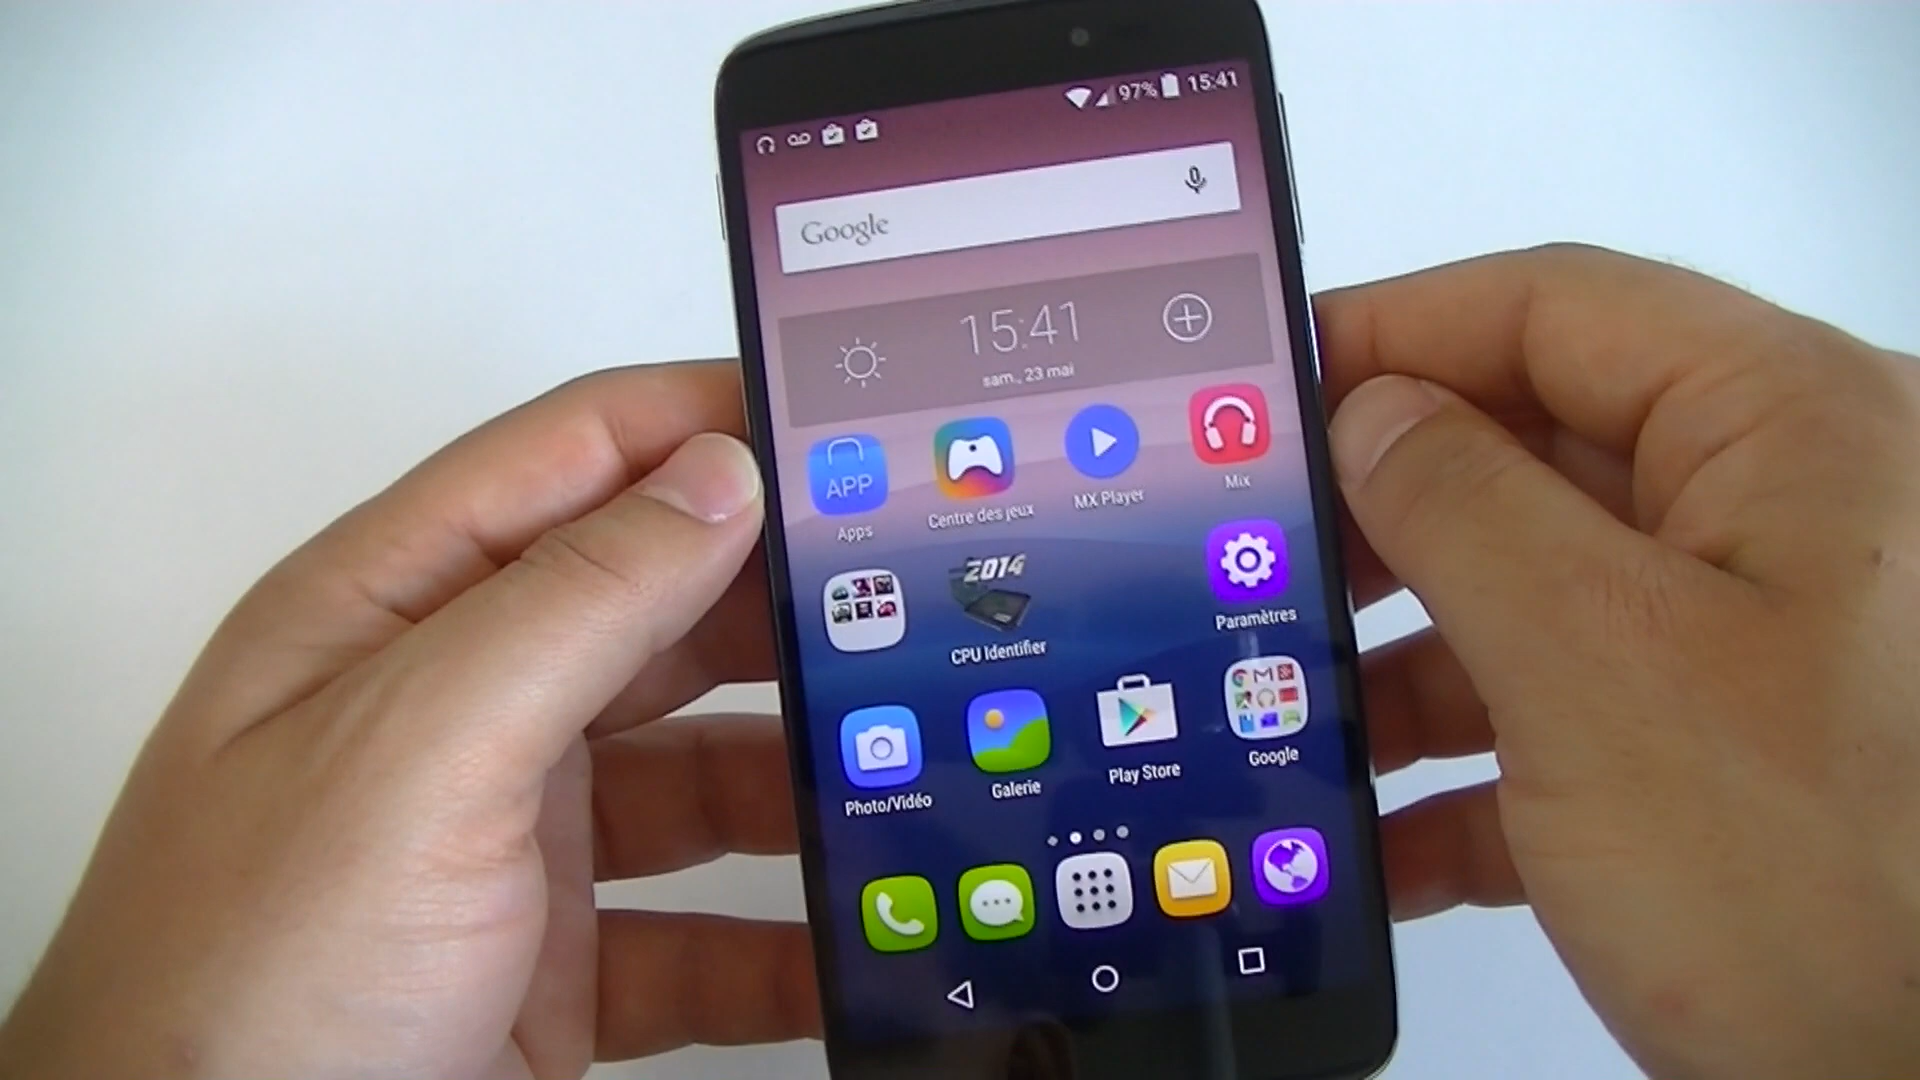 97% 15:41
Google
15:41
sam., 23 mai
APP
Apps
Centre des jeux
MX Player
Mix
2014
CPU Identifier
Paramètres
Photo/Vidéo
Galerie
Play Store
Google